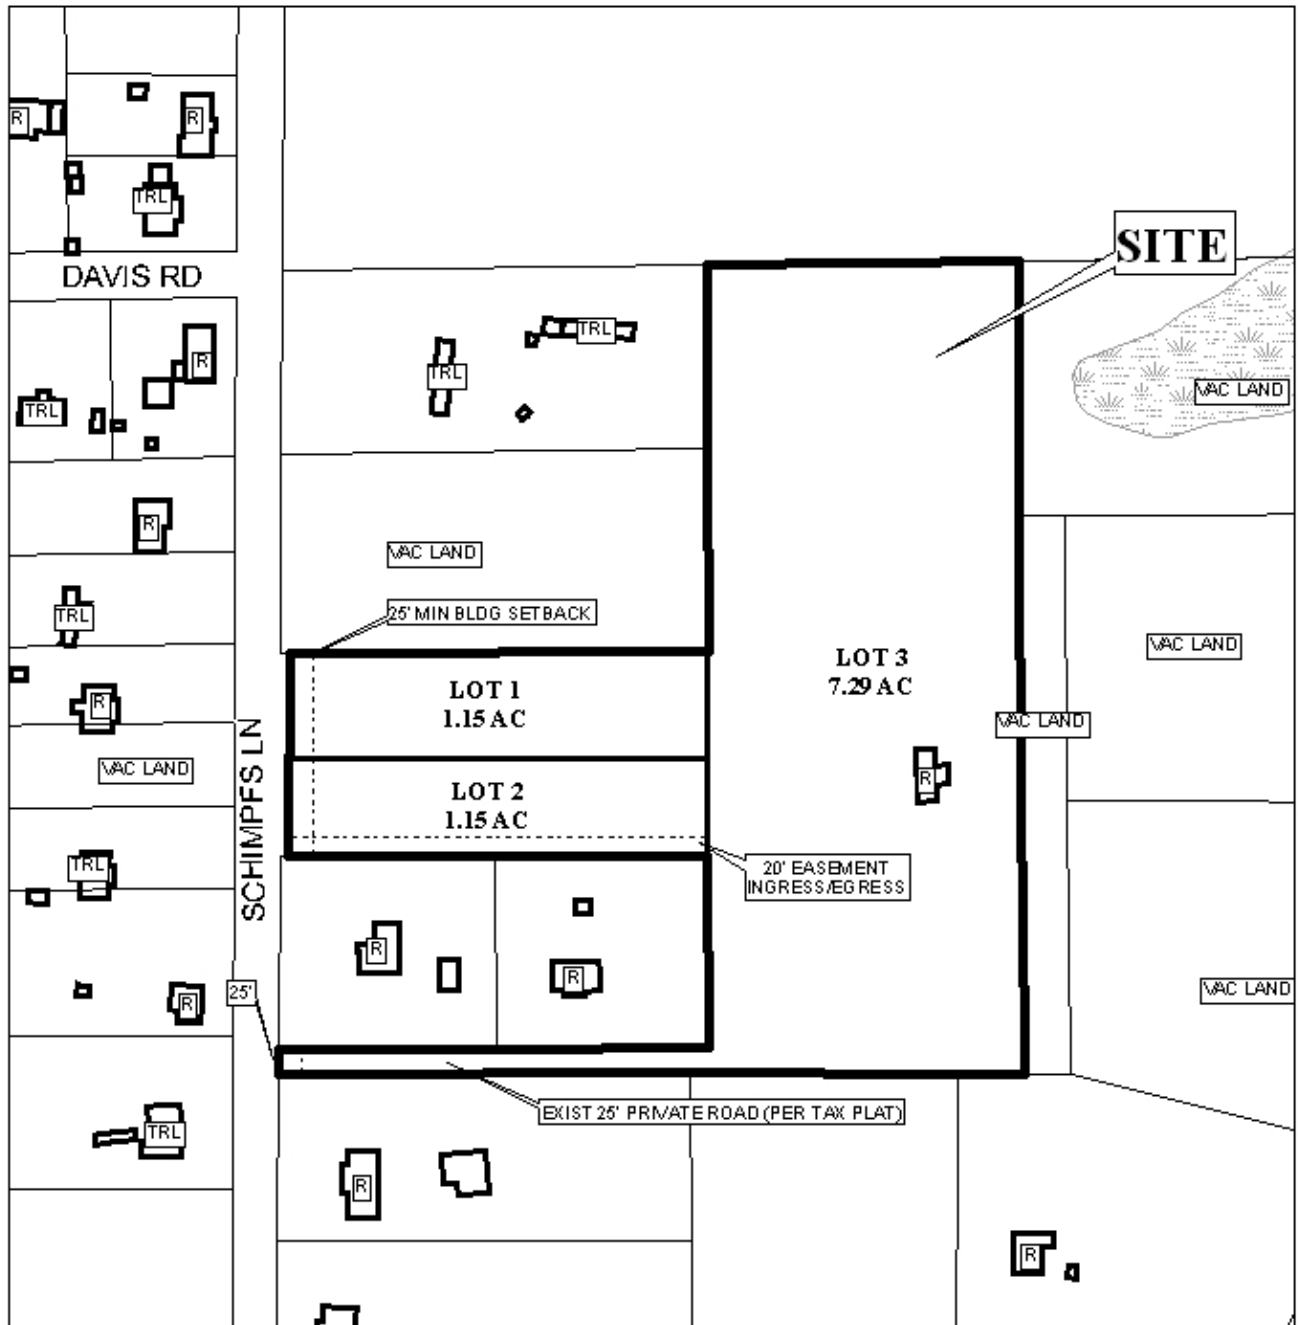 R
R
TRL
SITE
DAVIS RD
TRL
R
TRL
TRL
VAC LAND
R
VAC LAND
25' MIN BLDG SETBACK
TRL
VAC LAND
LOT 3
7.29 AC
LOT 1
1.15 AC
R
VAC LAND
VAC LAND
SCHIMPFS LN
R
LOT 2
1.15 AC
TRL
20' EASEMENT
INGRESS/EGRESS
R
R
25'
R
VAC LAND
EXIST 25' PRIVATE ROAD (PER TAX PLAT)
TRL
R
R